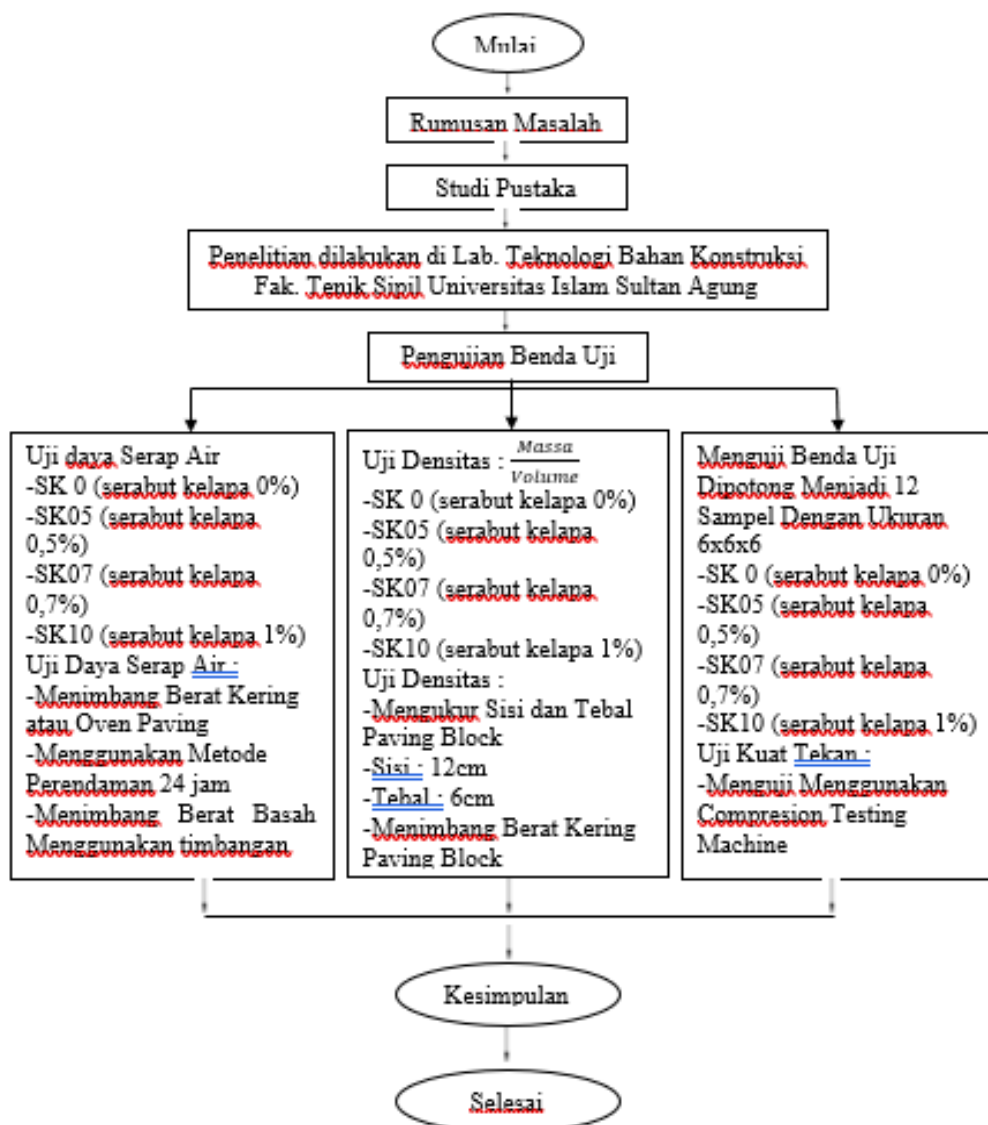 Mulai
Rumusan Masalah
Studi Pustaka
Penelitian dilakukan di Lab. Teknologi Bahan Konstruksi
Fak. Tenik Sipil Universitas Islam Sultan Agung
Pengujian Benda Uji
Uji daya Serap Air
-SK 0 (serabut kelapa 0%)
-SK05 (serabut kelapa
0,5%)
-SK07 (serabut kelapa
0,7%)
-SK10 (serabut kelapa 1%)
Uji Daya Serap Air :
-Menimbang Berat Kering
atau Oven Paving
-Menggunakan Metode
Perendaman 24 jam
-Menimbang Berat Basah
Menggunakan timbangan
Uji Densitas : Massa
Volume
-SK 0 (serabut kelapa 0%)
-SK05 (serabut kelapa
0,5%)
-SK07 (serabut kelapa
0,7%)
-SK10 (serabut kelapa 1%)
Uji Densitas :
-Mengukur Sisi dan Tebal
Paving Block
-Sisi : 12cm
-Tebal : 6cm
-Menimbang Berat Kering
Paving Block
Menguji Benda Uji
Dipotong Menjadi 12
Sampel Dengan Ukuran
6x6x6
-SK 0 (serabut kelapa 0%)
-SK05 (serabut kelapa
0,5%)
-SK07 (serabut kelapa
0,7%)
-SK10 (serabut kelapa 1%)
Uji Kuat Tekan :
-Menguji Menggunakan
Compresion Testing
Machine
Kesimpulan
Selesai